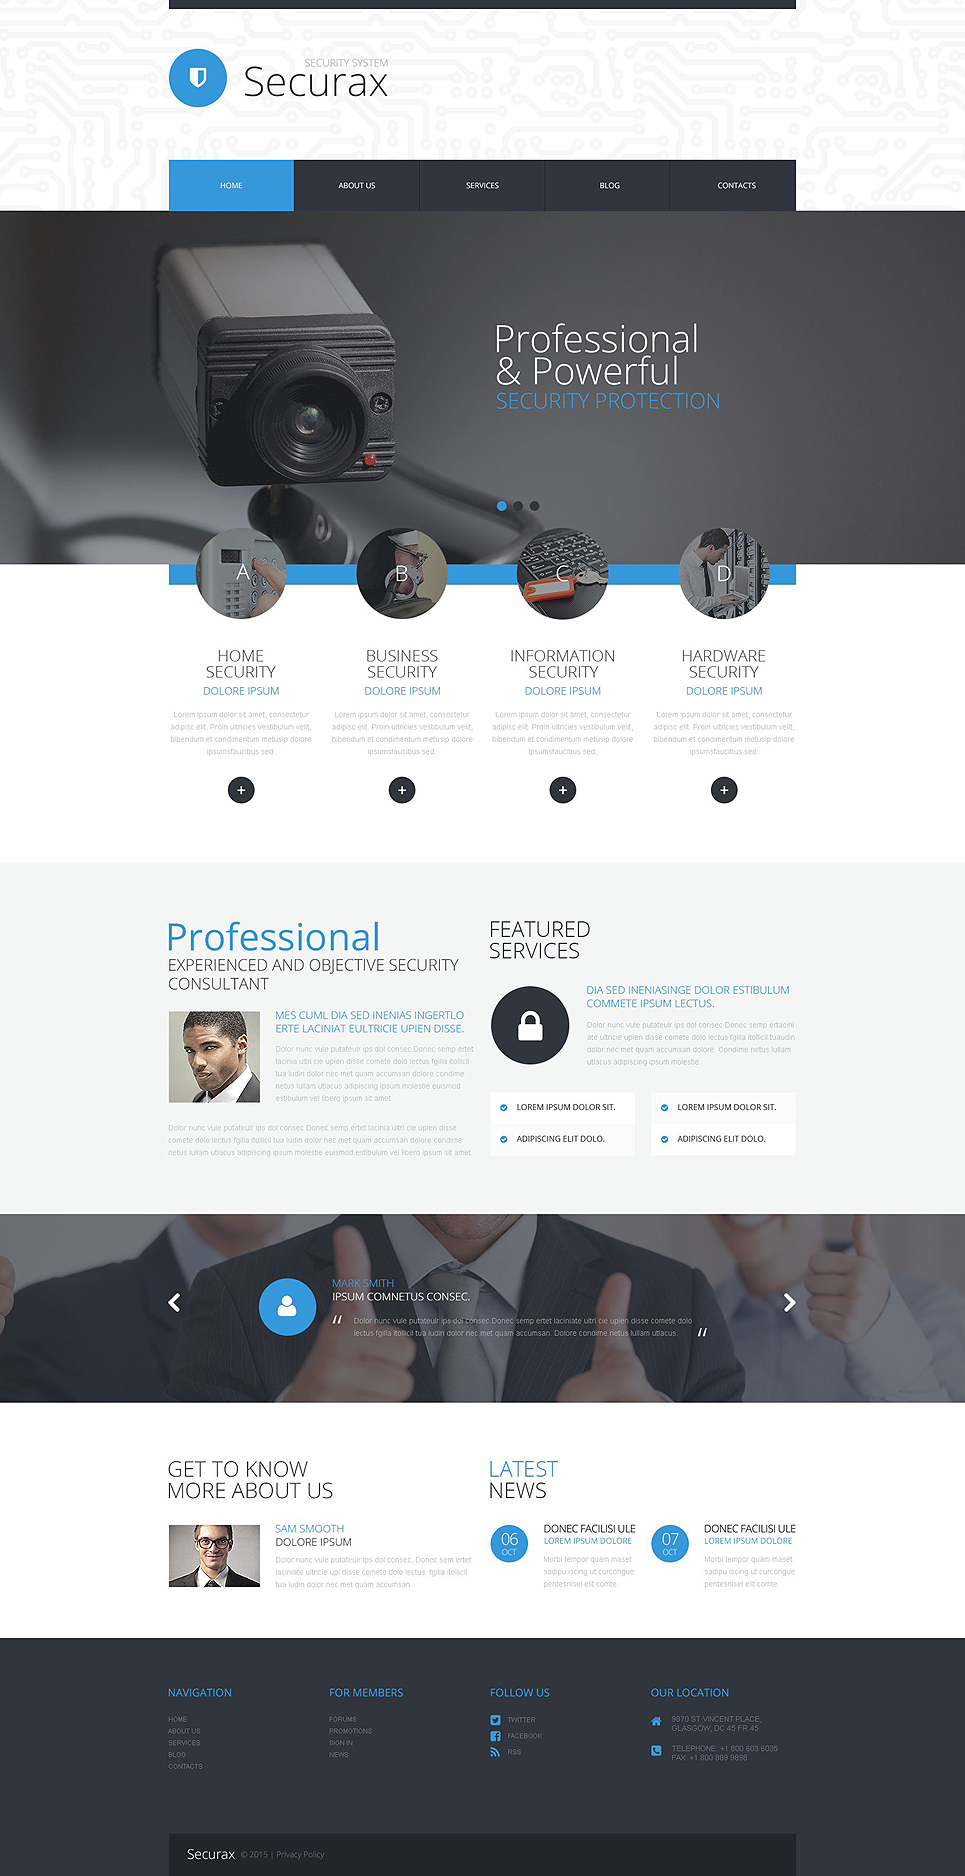 SECURITY SYSTEM
Securax
HOME
ABOUT US
SERVICES
BLOG
CONTACTS
Professional
& Powerful
SECURITY PROTECTION
A
B
C
D
HOME
SECURITY
DOLORE IPSUM
Lorem ipsum dolor sit amet, consectetur
adipisc elit. Proin ultricies vestibulum velit,
bibendum et condimentum metusip dolore
ipsumsfaucibus sed.
BUSINESS
SECURITY
DOLORE IPSUM
Lorem ipsum dolor sit amet, consectetur
adipisc elit. Proin ultricies vestibulum velit,
bibendum et condimentum metusip dolore
ipsumsfaucibus sed.
INFORMATION
SECURITY
DOLORE IPSUM
Lorem ipsum dolor sit amet, consectetur
adipisc elit. Proin ultricies vestibulum velit,
bibendum et condimentum metusip dolore
ipsumsfaucibus sed.
HARDWARE
SECURITY
DOLORE IPSUM
Lorem ipsum dolor sit amet, consectetur
adipisc elit. Proin ultricies vestibulum velit,
bibendum et condimentum metusip dolore
ipsumsfaucibus sed.
Professional
EXPERIENCED AND OBJECTIVE SECURITY
CONSULTANT
MES CUML DIA SED INENIAS INGERTLO
ERTE LACINIAT EULTRICIE UPIEN DISSE.
Dolor nunc vule putateuir ips dol consec.Donec semp ertet
lacinia utri cie upien disse comete dolo lectus fgilla itollicil
tua ludir dolor nec met quam accumsan dolore condime
netus lullam utlacus adipiscing ipsum molestie euismod
estibulum vel libero ipsum sit amet.
Dolor nunc vule putateuir ips dol consec.Donec semp ertet lacinia utri cie upien disse
comete dolo lectus fgilla itollicil tua ludir dolor nec met quam accumsan dolore condime
netus lullam utlacus adipiscing ipsum molestie euismod estibulum vel libero ipsum sit amet.
FEATURED
SERVICES
DIA SED INENIASINGE DOLOR ESTIBULUM
COMMETE IPSUM LECTUS.
Dolor nunc vule putateuir ips dol consec Donec semp ertacini
ate ultricie upien disse comete dolo lectus fgilla itollicil tuaudin
dolor nec met quam accumsan dolore. Condime netus lullam
utlacus adipiscing ipsum molestie.
LOREM IPSUM DOLOR SIT.
ADIPISCING ELIT DOLO.
LOREM IPSUM DOLOR SIT.
ADIPISCING ELIT DOLO.
MARK SMITH
IPSUM COMNETUS CONSEC.
“ Dolor nunc vule putateuir ips dol consec Donec semp ertet laciniate utri cie upien disse comete dolo
lectus fgilla itollicil tua ludin dolor nec met quam accumsan. Dolore condime netus lullam utlacus. ”
GET TO KNOW
MORE ABOUT US
SAM SMOOTH
DOLORE IPSUM
Dolor nunc vule putateuir ips dol consec. Donec sem ertet
laciniate utricie up ien disse comete dolo lectus. fgilla itollicil
tua ludin dolor nec met quam accumsan.
LATEST
NEWS
06
OCT
DONEC FACILISI ULE
LOREM IPSUM DOLORE
Morbi tempor quam maset
sadipu iscing ut curcongue
pentesnisel elit comte.
07
OCT
DONEC FACILISI ULE
LOREM IPSUM DOLORE
Morbi tempor quam maset
sadipu iscing ut curcongue
pentesnisel elit comte.
NAVIGATION
HOME
ABOUT US
SERVICES
BLOG
CONTACTS
FOR MEMBERS
FORUMS
PROMOTIONS
SIGN IN
NEWS
FOLLOW US
TWITTER
FACEBOOK
RSS
OUR LOCATION
9870 ST VINCENT PLACE,
GLASGOW, DC 45 FR 45.
TELEPHONE: +1 800 603 6035
FAX: +1 800 889 9898
Securax © 2015 | Privacy Policy